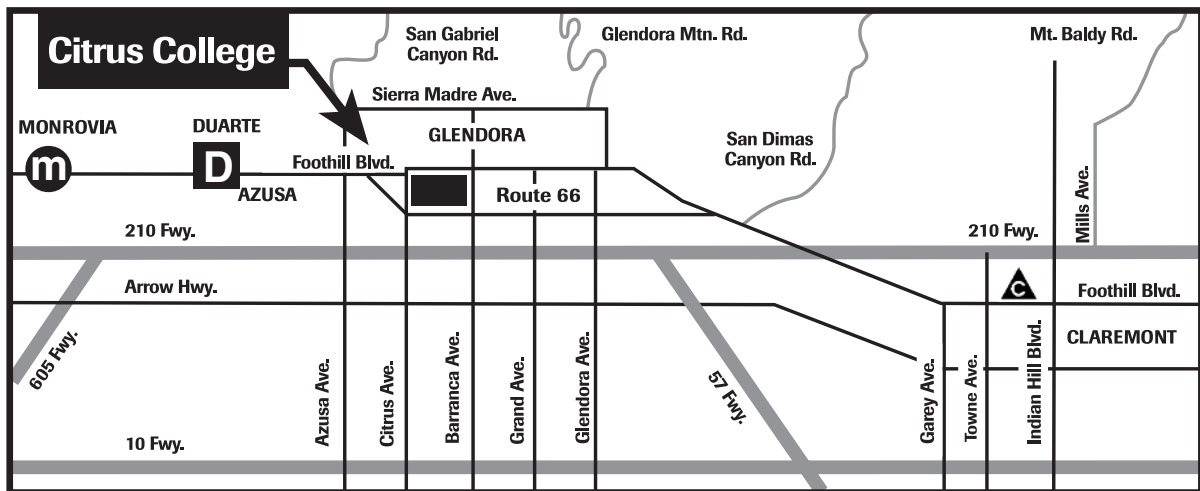 Citrus College
San Gabriel
Canyon Rd.
Glendora Mtn. Rd.
Mt. Baldy Rd.
Sierra Madre Ave.
MONROVIA
DUARTE
GLENDORA
San Dimas
Canyon Rd.
m
D
Foothill Blvd.
AZUSA
Route 66
Mills Ave.
210 Fwy.
210 Fwy.
Arrow Hwy.
C
Foothill Blvd.
CLAREMONT
605 Fwy.
Azusa Ave.
Citrus Ave.
Barranca Ave.
Grand Ave.
Glendora Ave.
57 Fwy.
Garey Ave.
Towne Ave.
Indian Hill Blvd.
10 Fwy.